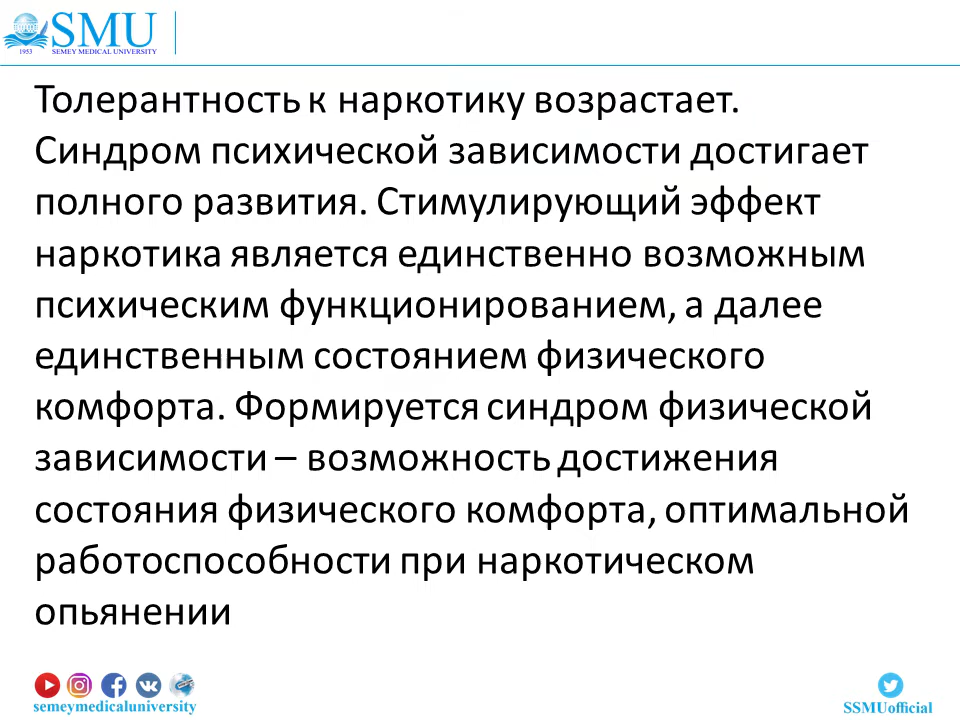 SMU
1953 SEMEY MEDICAL UNIVERSITY
Толерантность к наркотику возрастает.
Синдром психической зависимости достигает
полного развития. Стимулирующий эффект
наркотика является единственно возможным
психическим функционированием, а далее
единственным состоянием физического
комфорта. Формируется синдром физической
зависимости – возможность достижения
состояния физического комфорта, оптимальной
работоспособности при наркотическом
опьянении
semeymedicaluniversity
SSMUofficial